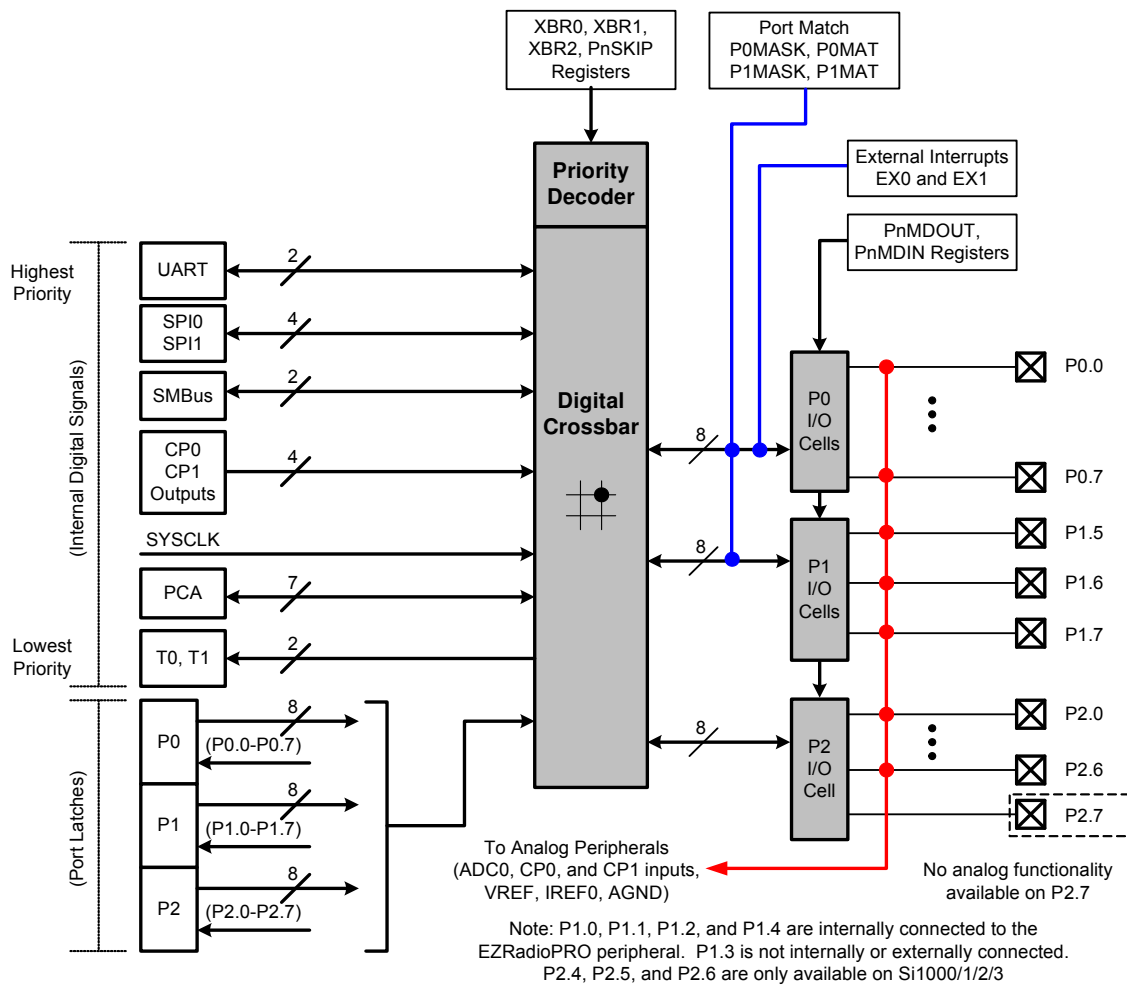 XBR0, XBR1,
XBR2, PnSKIP
Registers
Port Match
P0MASK, P0MAT
P1MASK, P1MAT
External Interrupts
EX0 and EX1
PnMDOUT,
PnMDIN Registers
Priority
Decoder
Digital
Crossbar
Highest
Priority
(Internal Digital Signals)
Lowest
Priority
UART
2
SPI0
SPI1
4
SMBus
2
CP0
CP1
Outputs
4
SYSCLK
PCA
7
T0, T1
2
(Port Latches)
P0
8
(P0.0-P0.7)
P1
8
(P1.0-P1.7)
P2
8
(P2.0-P2.7)
8
P0
I/O
Cells
8
P1
I/O
Cells
8
P2
I/O
Cell
P0.0
P0.7
P1.5
P1.6
P1.7
P2.0
P2.6
P2.7
To Analog Peripherals
(ADC0, CP0, and CP1 inputs,
VREF, IREF0, AGND)
No analog functionality
available on P2.7
Note: P1.0, P1.1, P1.2, and P1.4 are internally connected to the
EZRadioPRO peripheral. P1.3 is not internally or externally connected.
P2.4, P2.5, and P2.6 are only available on Si1000/1/2/3